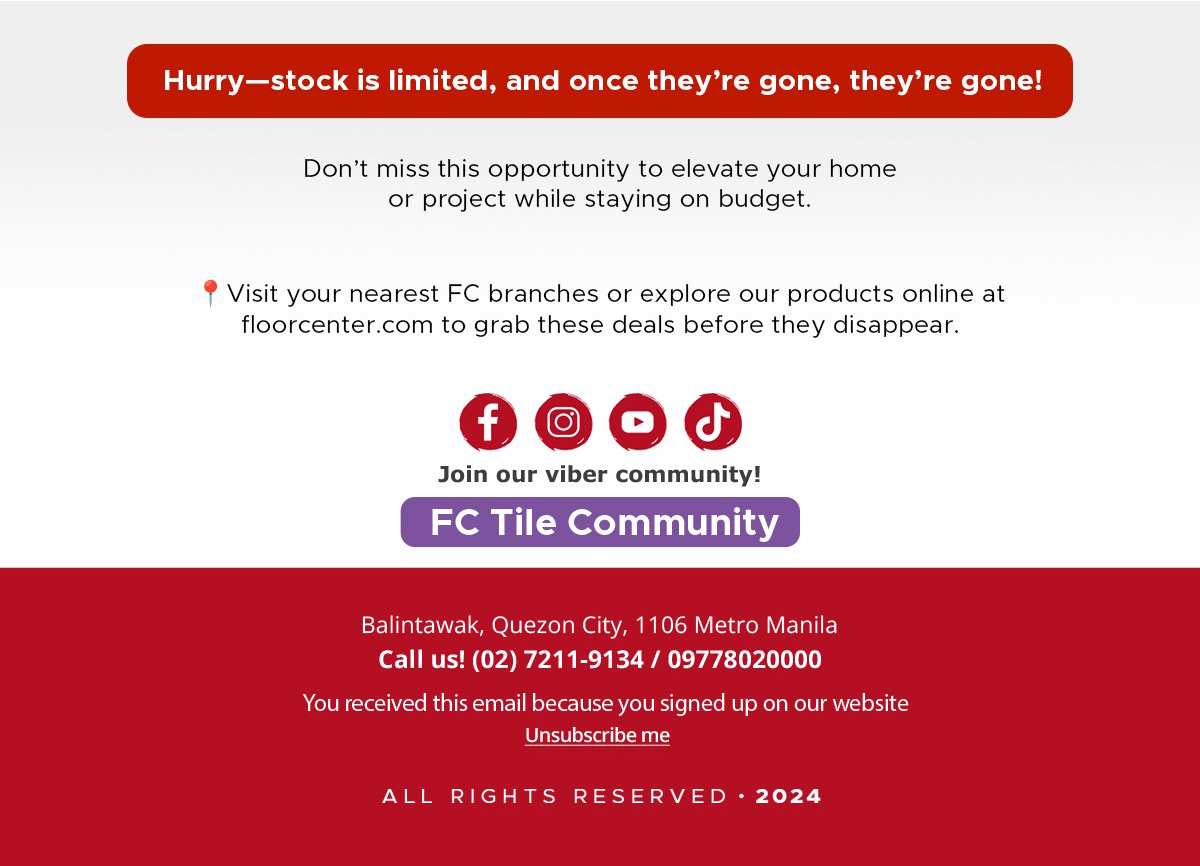 Hurry—stock is limited, and once they’re gone, they’re gone!
Don’t miss this opportunity to elevate your home
or project while staying on budget.
📍Visit your nearest FC branches or explore our products online at
floorcenter.com to grab these deals before they disappear.
Join our viber community!
FC Tile Community
Balintawak, Quezon City, 1106 Metro Manila
Call us! (02) 7211-9134 / 09778020000
You received this email because you signed up on our website
Unsubscribe me
ALL RIGHTS RESERVED • 2024